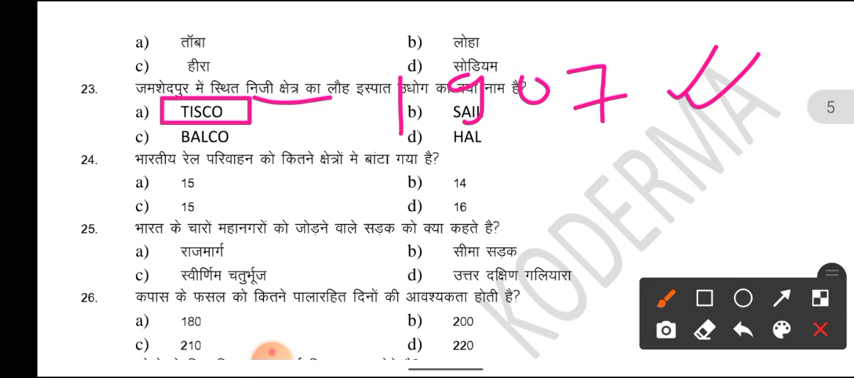 a) तॉबा b) लोहा
c) हीरा d) सोडियम
23. जमशेदपुर में स्थित निजी क्षेत्र का लौह इस्पात उधोग का क्या नाम है?
a) TISCO b) SAIL
c) BALCO d) HAL
1907
24. भारतीय रेल परिवाहन को कितने क्षेत्रों मे बांटा गया है?
a) 15 b) 14
c) 15 d) 16
25. भारत के चारों महानगरों को जोड़ने वाले सड़क को क्या कहते है?
a) राजमार्ग b) सीमा सड़क
c) स्वीर्णिम चतुर्भूज d) उत्तर दक्षिण गलियारा
26. कपास के फसल को कितने पालारहित दिनों की आवश्यकता होती है?
a) 180 b) 200
c) 210 d) 220
KODERMA
5